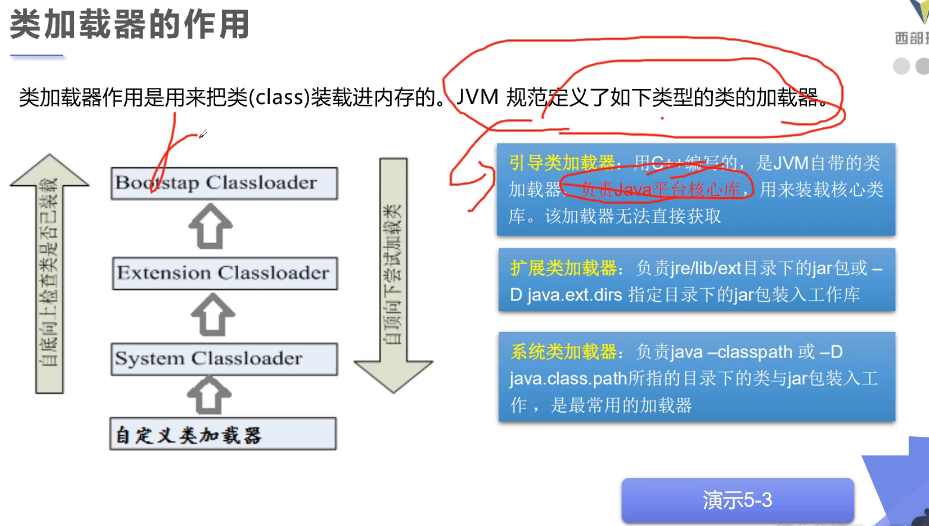 类加载器的作用
西部
类加载器作用是用来把类(class)装载进内存的。JVM 规范定义了如下类型的类的加载器。
自底向上检查类是否已装载
Bootstap Classloader
Extension Classloader
System Classloader
自定义类加载器
自顶向下尝试加载类
引导类加载器：用C++编写的，是JVM自带的类
加载器，负责Java平台核心库，用来装载核心类
库。该加载器无法直接获取
扩展类加载器：负责jre/lib/ext目录下的jar包或 –
D java.ext.dirs 指定目录下的jar包装入工作库
系统类加载器：负责java –classpath 或 –D
java.class.path所指的目录下的类与jar包装入工
作 ，是最常用的加载器
演示5-3